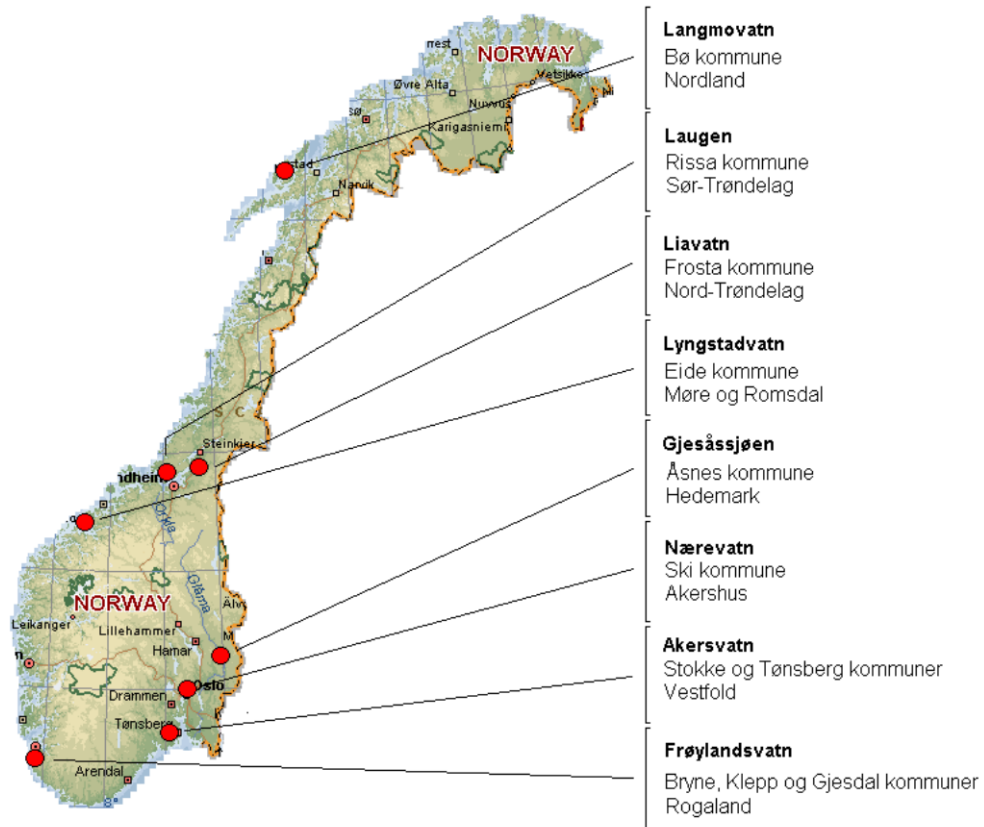 NORWAY
Øvre Alta
Vetsikke
Nuvvus
Karigasniemi
Narvik
Steinkjer
Glåma
NORWAY
Leikanger
Lillehammer
Hamar
Oslo
Drammen
Tønsberg
Arendal
8°
Langmovatn
Bø kommune
Nordland
Laugen
Rissa kommune
Sør-Trøndelag
Liavatn
Frosta kommune
Nord-Trøndelag
Lyngstadvatn
Eide kommune
Møre og Romsdal
Gjesåssjøen
Åsnes kommune
Hedemark
Nærevatn
Ski kommune
Akershus
Akersvatn
Stokke og Tønsberg kommuner
Vestfold
Frøylandsvatn
Bryne, Klepp og Gjesdal kommuner
Rogaland